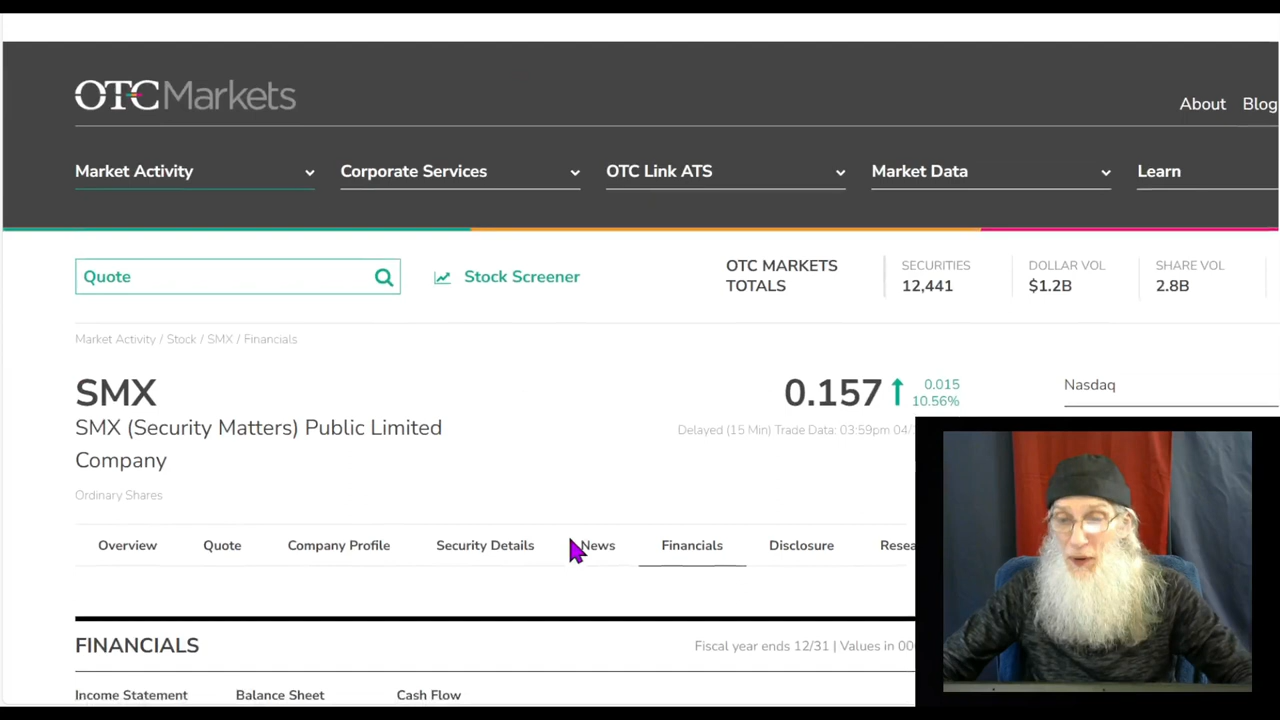 OTCMarkets
About Blog
Market Activity Corporate Services OTC Link ATS Market Data Learn
Quote
Stock Screener
OTC MARKETS
TOTALS
SECURITIES
12,441
DOLLAR VOL
$1.2B
SHARE VOL
2.8B
Market Activity / Stock / SMX / Financials
SMX
SMX (Security Matters) Public Limited
Company
Ordinary Shares
0.157
0.015
10.56%
Delayed (15 Min) Trade Data: 03:59pm 04/
Nasdaq
Overview Quote Company Profile Security Details News Financials Disclosure
FINANCIALS
Fiscal year ends 12/31 | Values in
Income Statement Balance Sheet Cash Flow